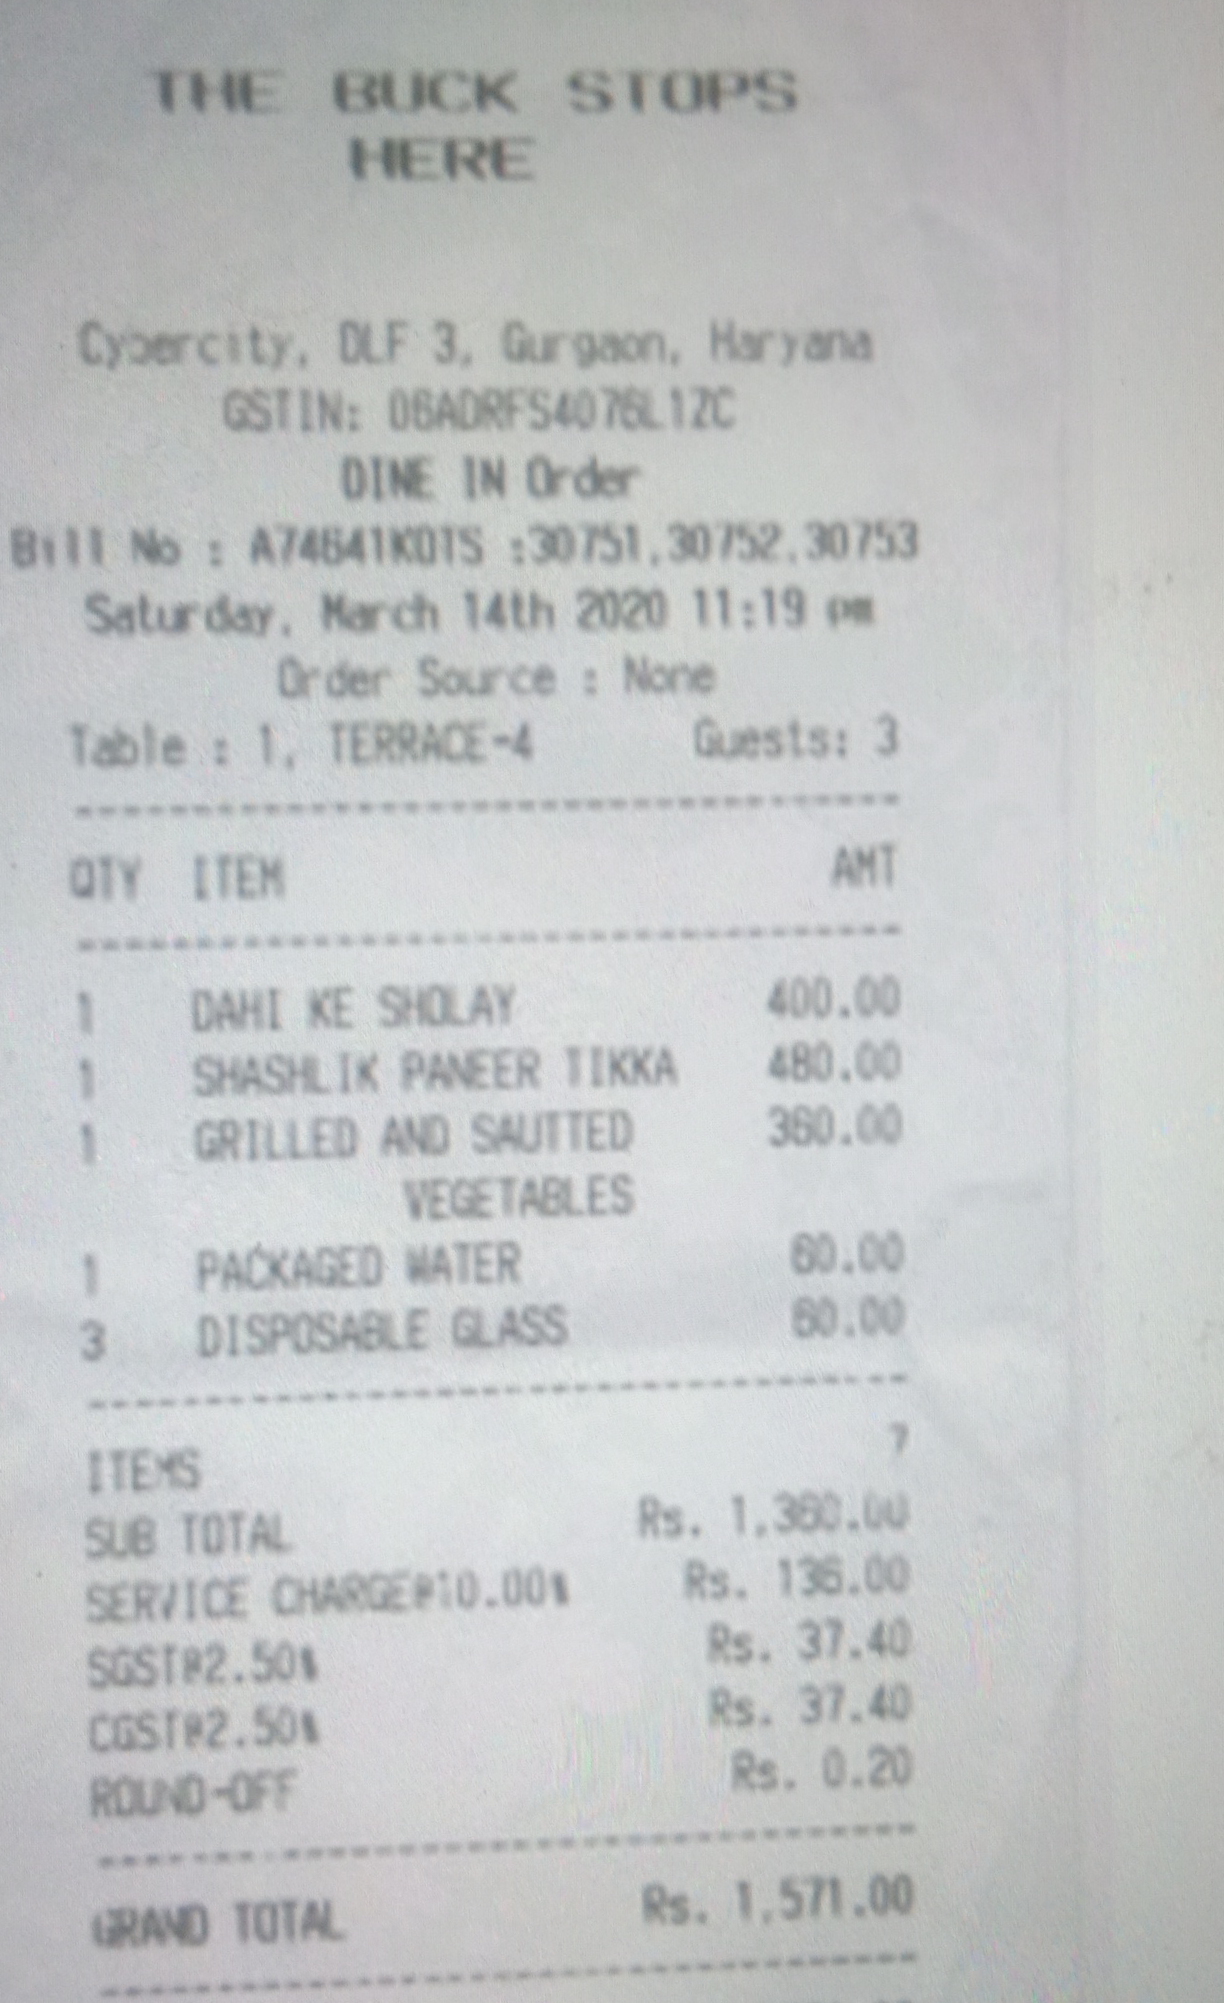 THE BUCK STOPS
HERE
Cybercity, DLF 3, Gurgaon, Haryana
GSTIN: 06ADRFS4076L1ZC
DINE IN Order
Bill No : A74641KOTS :30751,30752,30753
Saturday, March 14th 2020 11:19 pm
Order Source : None
Table : 1, TERRACE-4 Guests: 3
QTY ITEM AMT
1 DAHI KE SHOLAY 400.00
1 SHASHLIK PANEER TIKKA 480.00
1 GRILLED AND SAUTTED 360.00
VEGETABLES
1 PACKAGED WATER 60.00
3 DISPOSABLE GLASS 60.00
ITEMS 7
SUB TOTAL Rs. 1,360.00
SERVICE CHARGE@10.00% Rs. 136.00
SGST@2.50% Rs. 37.40
CGST@2.50% Rs. 37.40
ROUND-OFF Rs. 0.20
GRAND TOTAL Rs. 1,571.00